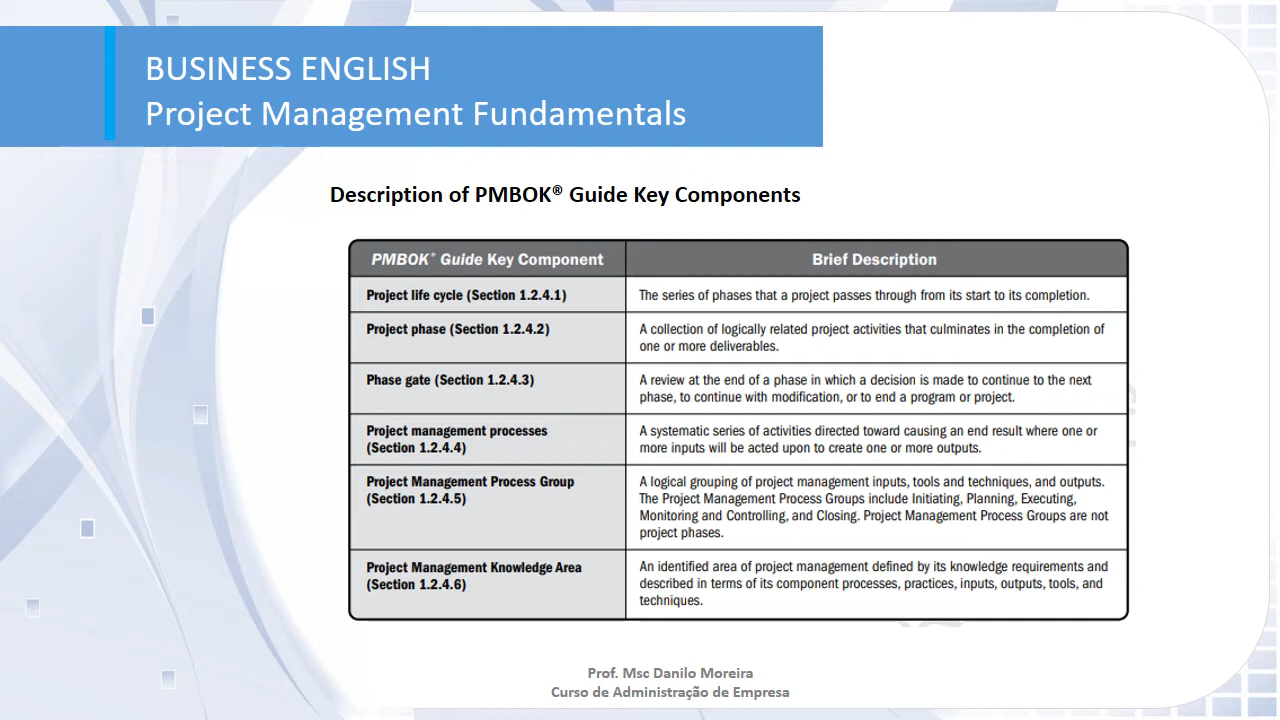 BUSINESS ENGLISH
Project Management Fundamentals
Description of PMBOK® Guide Key Components
PMBOK® Guide Key Component
Brief Description
Project life cycle (Section 1.2.4.1)
The series of phases that a project passes through from its start to its completion.
Project phase (Section 1.2.4.2)
A collection of logically related project activities that culminates in the completion of
one or more deliverables.
Phase gate (Section 1.2.4.3)
A review at the end of a phase in which a decision is made to continue to the next
phase, to continue with modification, or to end a program or project.
Project management processes
(Section 1.2.4.4)
A systematic series of activities directed toward causing an end result where one or
more inputs will be acted upon to create one or more outputs.
Project Management Process Group
(Section 1.2.4.5)
A logical grouping of project management inputs, tools and techniques, and outputs.
The Project Management Process Groups include Initiating, Planning, Executing,
Monitoring and Controlling, and Closing. Project Management Process Groups are not
project phases.
Project Management Knowledge Area
(Section 1.2.4.6)
An identified area of project management defined by its knowledge requirements and
described in terms of its component processes, practices, inputs, outputs, tools, and
techniques.
Prof. Msc Danilo Moreira
Curso de Administração de Empresa